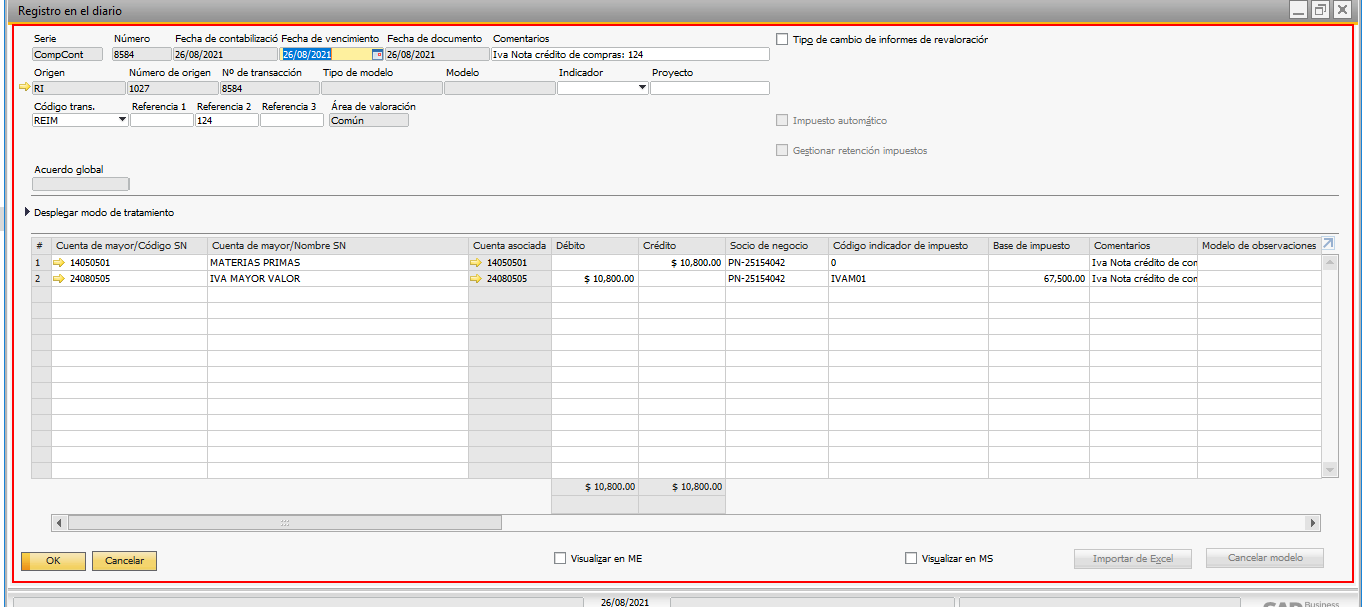 Registro en el diario
Serie Número Fecha de contabilizació Fecha de vencimiento Fecha de documento Comentarios
CompCont 8584 26/08/2021 26/08/2021 26/08/2021 Iva Nota crédito de compras: 124
Tipo de cambio de informes de revaloraciór
Origen Número de origen Nº de transacción Tipo de modelo Modelo Indicador Proyecto
RI 1027 8584
Código trans. Referencia 1 Referencia 2 Referencia 3 Área de valoración
REIM 124 Común
Impuesto automático
Gestionar retención impuestos
Acuerdo global
Desplegar modo de tratamiento
# Cuenta de mayor/Código SN Cuenta de mayor/Nombre SN Cuenta asociada Débito Crédito Socio de negocio Código indicador de impuesto Base de impuesto Comentarios Modelo de observaciones
1 14050501 MATERIAS PRIMAS 14050501 $ 10,800.00 PN-25154042 0 Iva Nota crédito de cor
2 24080505 IVA MAYOR VALOR 24080505 $ 10,800.00 PN-25154042 IVAM01 67,500.00 Iva Nota crédito de cor
$ 10,800.00 $ 10,800.00
OK Cancelar Visualizar en ME Visualizar en MS Importar de Excel Cancelar modelo
26/08/2021 SAP Business